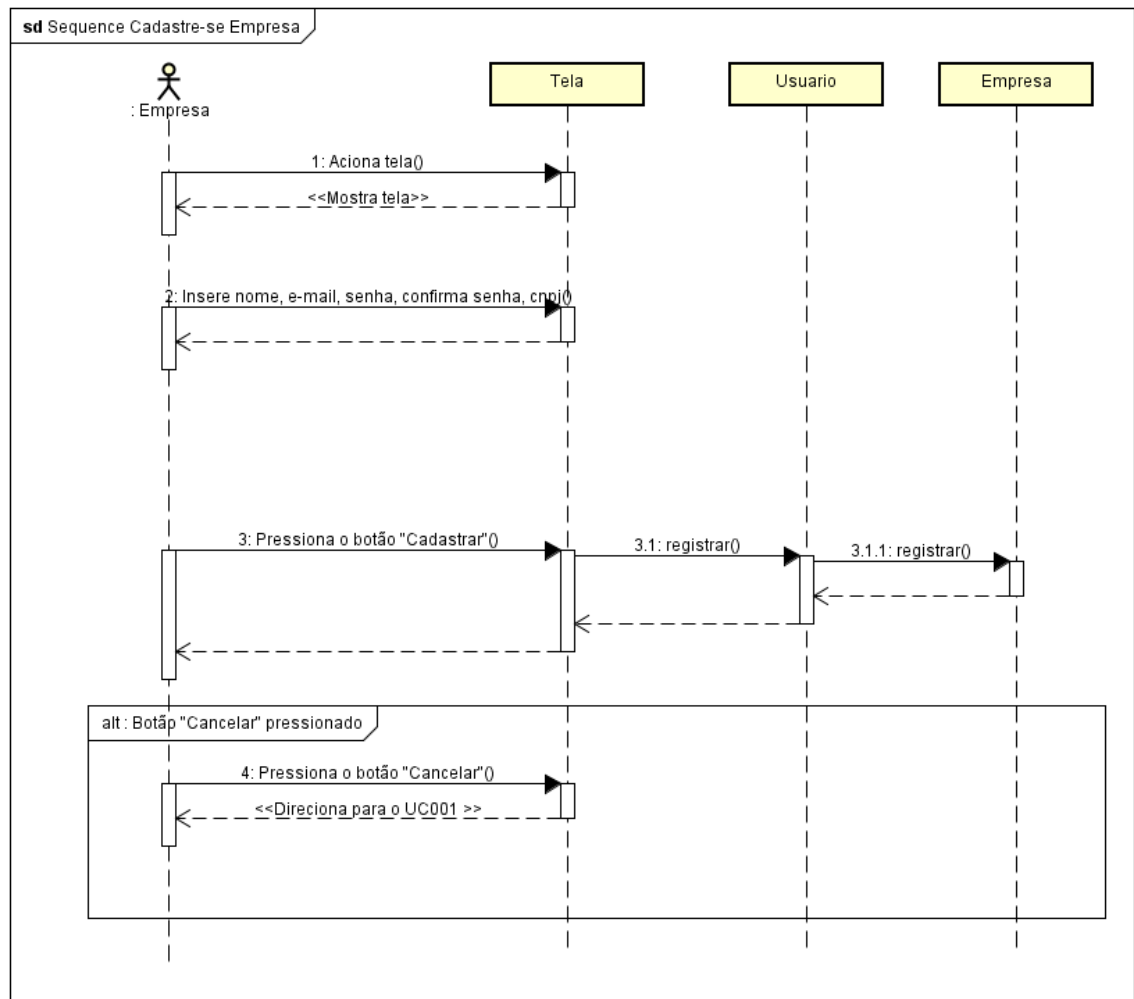 sd Sequence Cadastre-se Empresa
: Empresa
Tela
Usuario
Empresa
1: Aciona tela()
<<Mostra tela>>
2: Insere nome, e-mail, senha, confirma senha, cnpj()
3: Pressiona o botão "Cadastrar"()
3.1: registrar()
3.1.1: registrar()
alt : Botão "Cancelar" pressionado
4: Pressiona o botão "Cancelar"()
<<Direciona para o UC001 >>